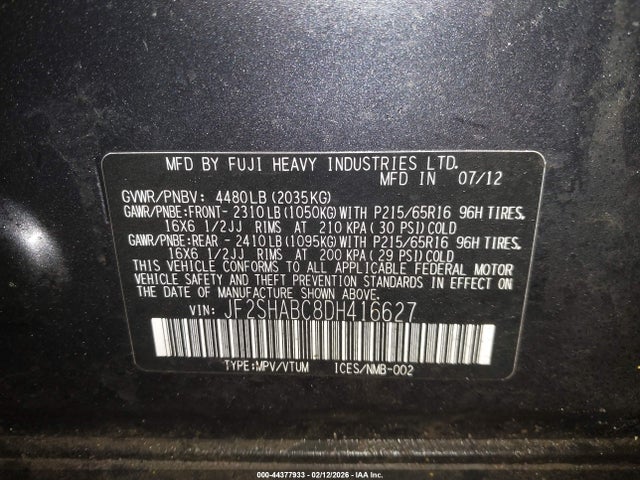 MFD BY FUJI HEAVY INDUSTRIES LTD.
MFD IN 07/12
GVWR/PNBV: 4480LB (2035KG)
GAWR/PNBE:FRONT- 2310LB (1050KG) WITH P215/65R16 96H TIRES,
16X6 1/2JJ RIMS AT 210 KPA (30 PSI) COLD
GAWR/PNBE:REAR - 2410LB (1095KG) WITH P215/65R16 96H TIRES,
16X6 1/2JJ RIMS AT 200 KPA (29 PSI) COLD
THIS VEHICLE CONFORMS TO ALL APPLICABLE FEDERAL MOTOR
VEHICLE SAFETY AND THEFT PREVENTION STANDARDS IN
EFFECT ON THE DATE OF MANUFACTURE SHOWN ABOVE.
VIN: JF2SHABC8DH416627
TYPE:MPV/VTUM ICES/NMB-002
000-44377933 - 02/12/2026 - IAA Inc.